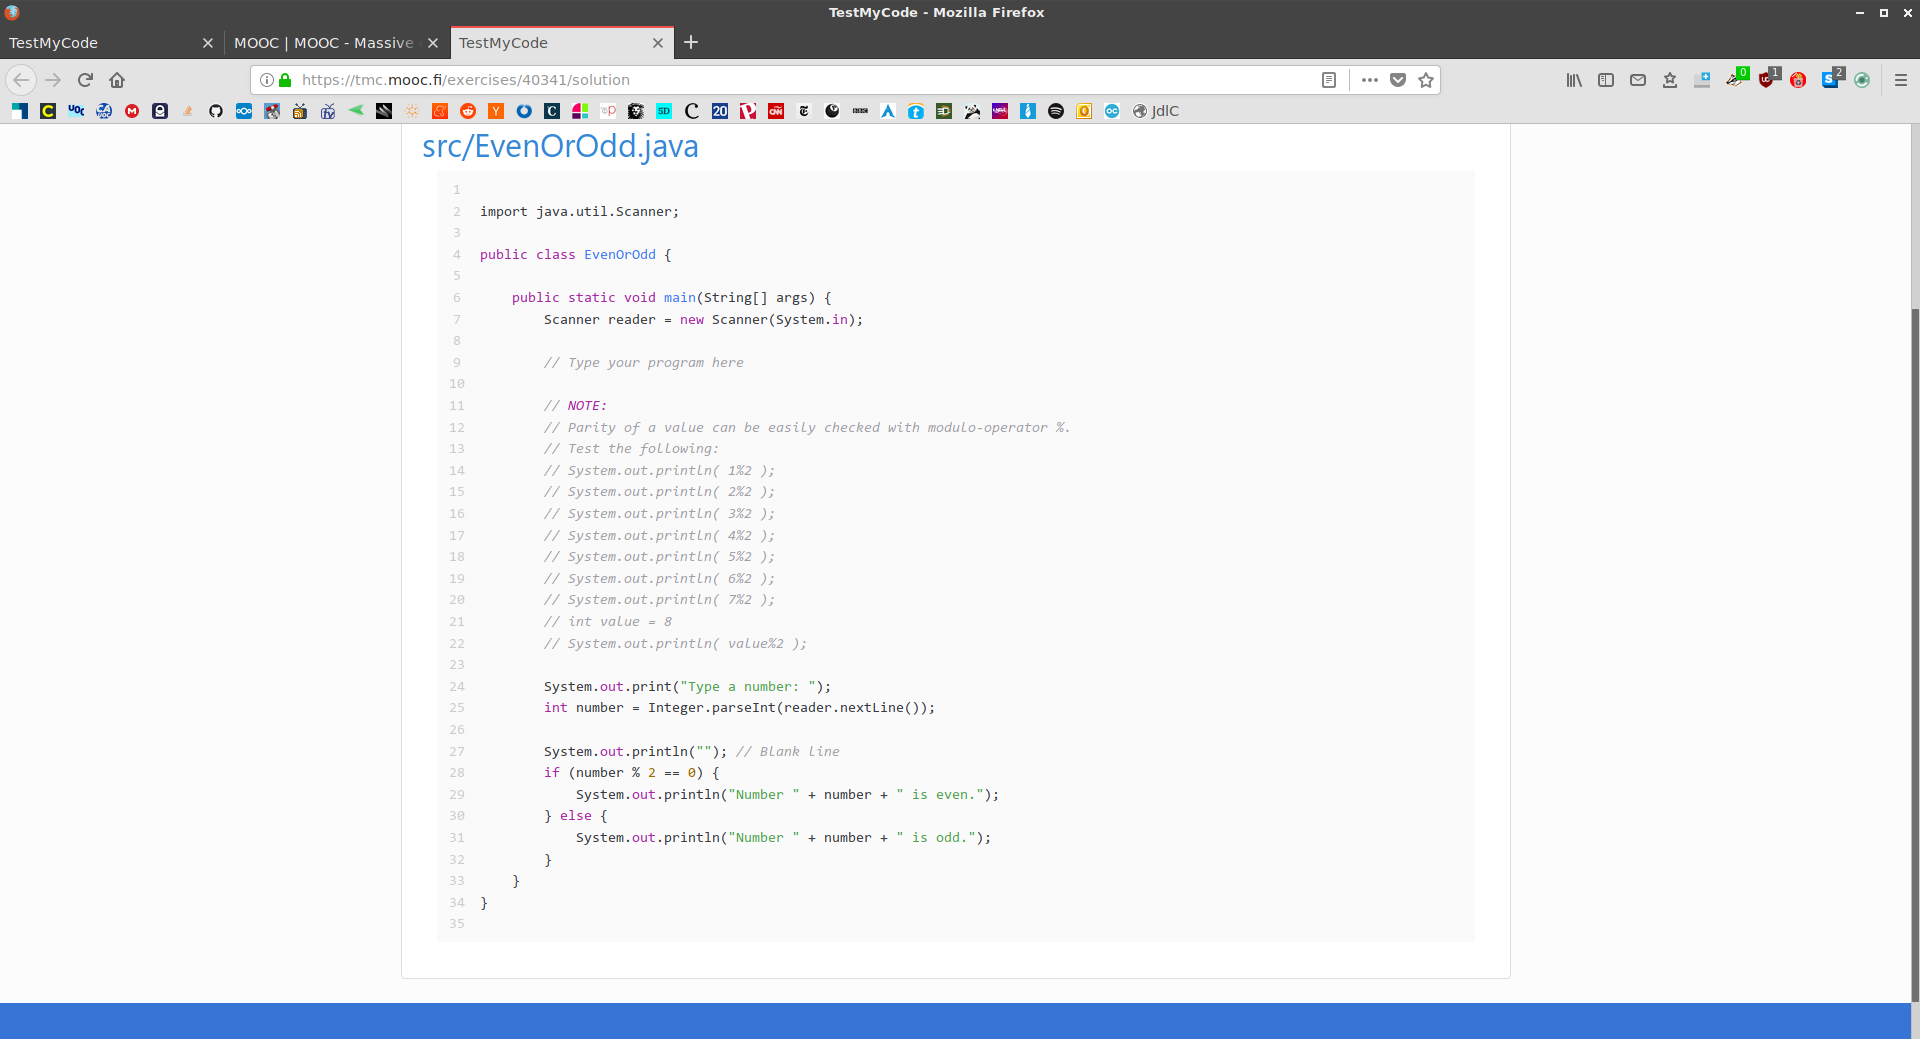 TestMyCode - Mozilla Firefox
TestMyCode
MOOC | MOOC - Massive
TestMyCode
https://tmc.mooc.fi/exercises/40341/solution
0
1
2
JdlC
src/EvenOrOdd.java
1
2 import java.util.Scanner;
3
4 public class EvenOrOdd {
5
6     public static void main(String[] args) {
7         Scanner reader = new Scanner(System.in);
8
9         // Type your program here
10
11         // NOTE:
12         // Parity of a value can be easily checked with modulo-operator %.
13         // Test the following:
14         // System.out.println( 1%2 );
15         // System.out.println( 2%2 );
16         // System.out.println( 3%2 );
17         // System.out.println( 4%2 );
18         // System.out.println( 5%2 );
19         // System.out.println( 6%2 );
20         // System.out.println( 7%2 );
21         // int value = 8
22         // System.out.println( value%2 );
23
24         System.out.print("Type a number: ");
25         int number = Integer.parseInt(reader.nextLine());
26
27         System.out.println(""); // Blank line
28         if (number % 2 == 0) {
29             System.out.println("Number " + number + " is even.");
30         } else {
31             System.out.println("Number " + number + " is odd.");
32         }
33     }
34 }
35